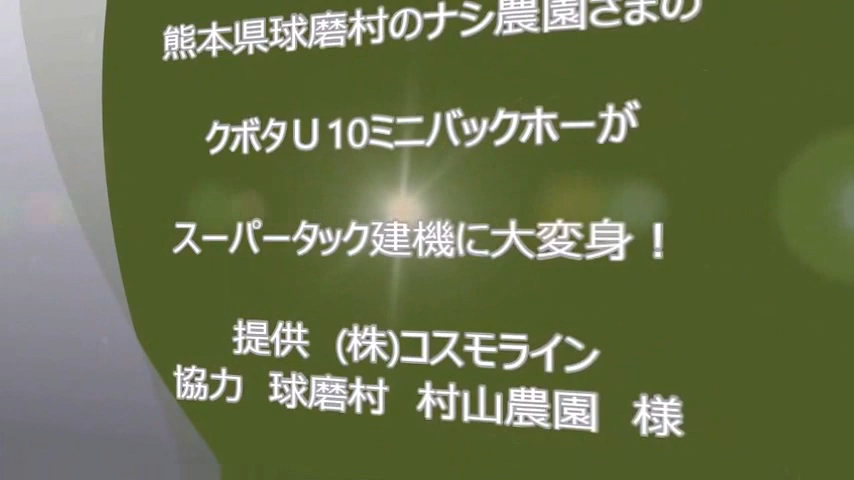 熊本県球磨村のナシ農園さまの
クボタU10ミニバックホーが
スーパータック建機に大変身！
提供　(株)コスモライン
協力　球磨村　村山農園　様